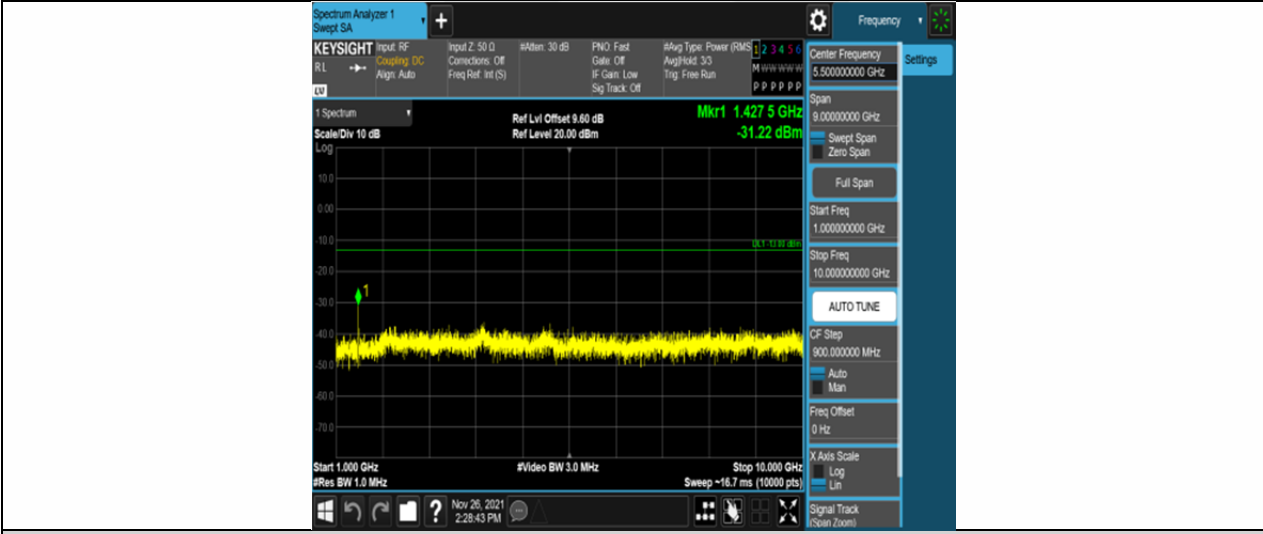 Spectrum Analyzer 1
Swept SA
+
Frequency
KEYSIGHT
RL
LV
Input: RF
Coupling: DC
Align: Auto
Input Z: 50 Ω
Corrections: Off
Freq Ref: Int (S)
#Atten: 30 dB
PNO: Fast
Gate: Off
IF Gain: Low
Sig Track: Off
#Avg Type: Power (RMS
Avg|Hold: 3/3
Trig: Free Run
1 2 3 4 5 6
M W W W W W
P P P P P P
1 Spectrum
Scale/Div 10 dB
Log
Ref Lvl Offset 9.60 dB
Ref Level 20.00 dBm
Mkr1 1.427 5 GHz
-31.22 dBm
10.0
0.00
-10.0
-20.0
-30.0
-40.0
-50.0
-60.0
-70.0
DL1 -13.00 dBm
1
Start 1.000 GHz
#Res BW 1.0 MHz
#Video BW 3.0 MHz
Stop 10.000 GHz
Sweep ~16.7 ms (10000 pts)
?
Nov 26, 2021
2:28:43 PM
Center Frequency
5.500000000 GHz
Settings
Span
9.00000000 GHz
Swept Span
Zero Span
Full Span
Start Freq
1.000000000 GHz
Stop Freq
10.000000000 GHz
AUTO TUNE
CF Step
900.000000 MHz
Auto
Man
Freq Offset
0 Hz
X Axis Scale
Log
Lin
Signal Track
(Span Zoom)